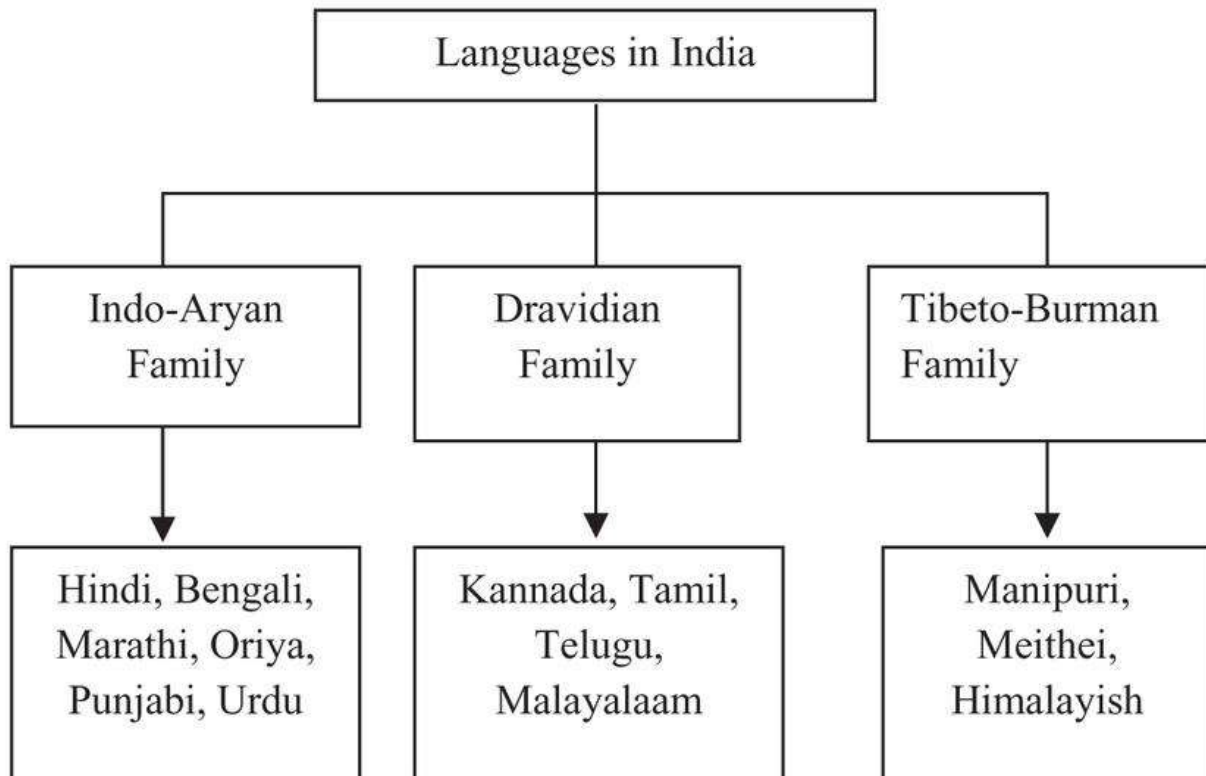 Languages in India
Indo-Aryan
Family
Dravidian
Family
Tibeto-Burman
Family
Hindi, Bengali,
Marathi, Oriya,
Punjabi, Urdu
Kannada, Tamil,
Telugu,
Malayalaam
Manipuri,
Meithei,
Himalayish